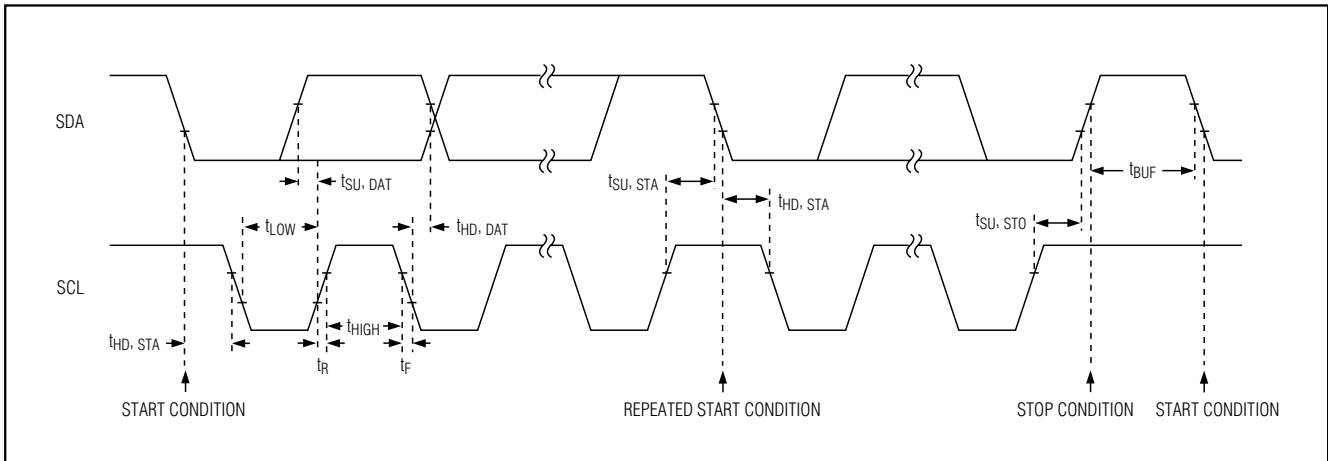 SDA
tSU, DAT
tSU, STA
tBUF
tLOW
tHD, DAT
tHD, STA
tSU, STO
SCL
tHD, STA
tHIGH
tR
tF
START CONDITION
REPEATED START CONDITION
STOP CONDITION
START CONDITION